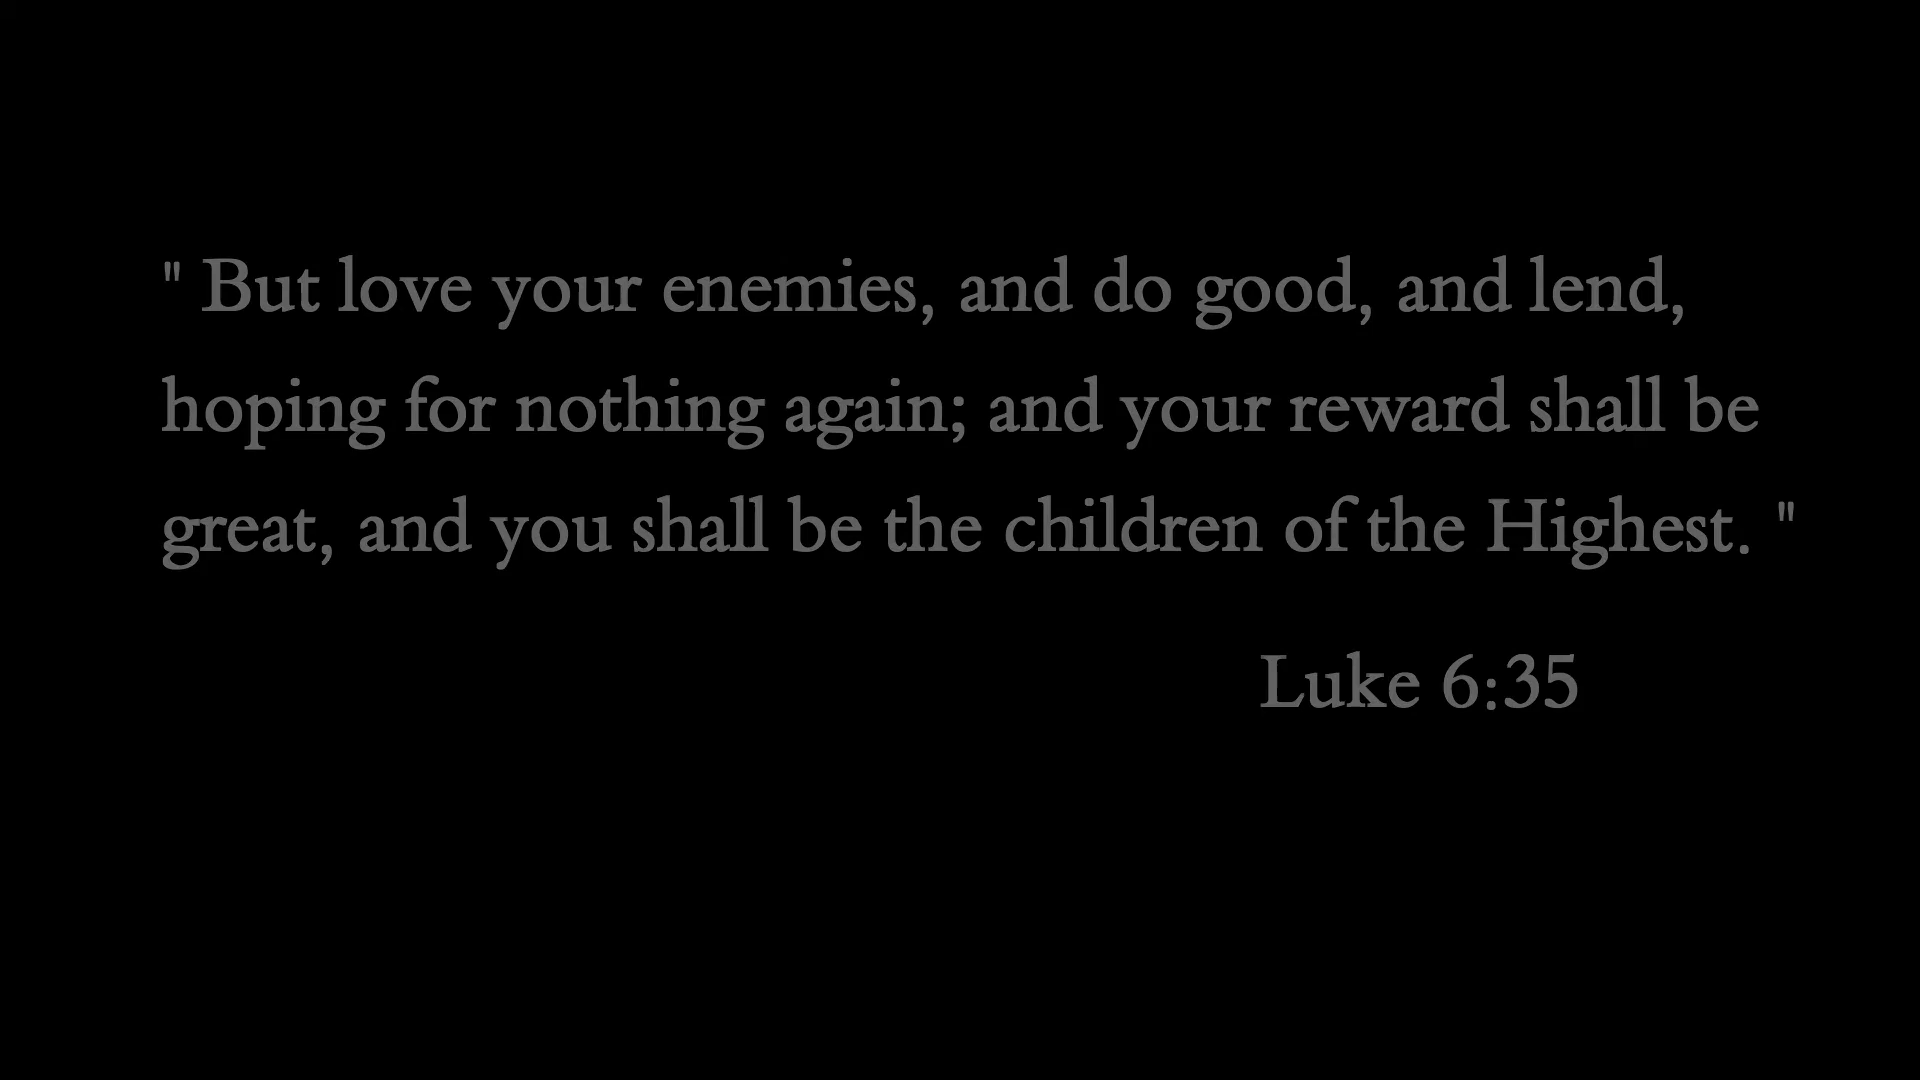 " But love your enemies, and do good, and lend,
hoping for nothing again; and your reward shall be
great, and you shall be the children of the Highest. "
Luke 6:35